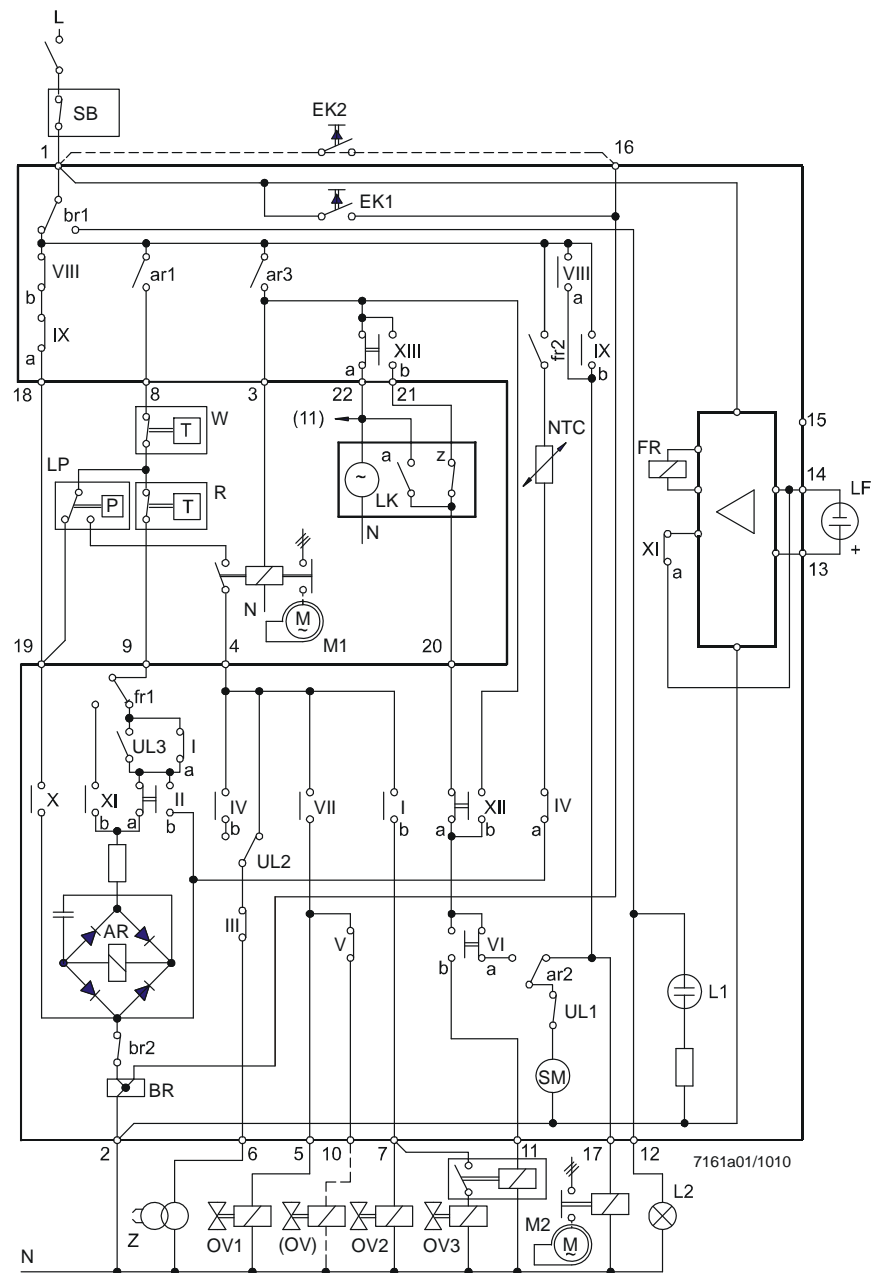 L
SB
EK2
1
16
EK1
br1
VIII
ar1
ar3
VIII
b
a
IX
fr2
IX
a
XIII
a
b
b
18
8
3
22
21
15
W
(11)
T
NTC
FR
14
LP
a
z
LF
R
P
T
~
LK
XI
+
N
a
13
N
M
~
M1
19
9
4
20
fr1
UL3
I
a
X
XI
II
IV
VII
I
XII
IV
b
a
b
b
b
a
b
a
UL2
III
AR
V
VI
b
a
ar2
L1
UL1
br2
SM
BR
2
6
5
10
7
11
17
12
7161a01/1010
L2
M2
Z
OV1
(OV)
OV2
OV3
M
~
N